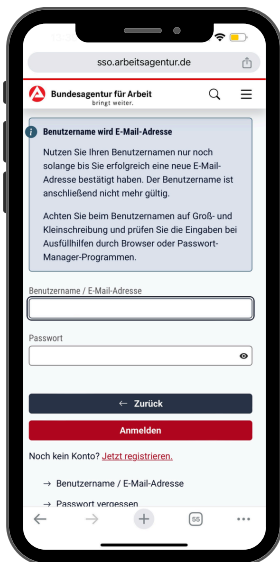 sso.arbeitsagentur.de
Bundesagentur für Arbeit
bringt weiter.
Benutzername wird E-Mail-Adresse
Nutzen Sie Ihren Benutzernamen nur noch
solange bis Sie erfolgreich eine neue E-Mail-
Adresse bestätigt haben. Der Benutzername ist
anschließend nicht mehr gültig.
Achten Sie beim Benutzernamen auf Groß- und
Kleinschreibung und prüfen Sie die Eingaben bei
Ausfüllhilfen durch Browser oder Passwort-
Manager-Programmen.
Benutzername / E-Mail-Adresse
Passwort
← Zurück
Anmelden
Noch kein Konto? Jetzt registrieren.
→ Benutzername / E-Mail-Adresse
→ Passwort vergessen
55